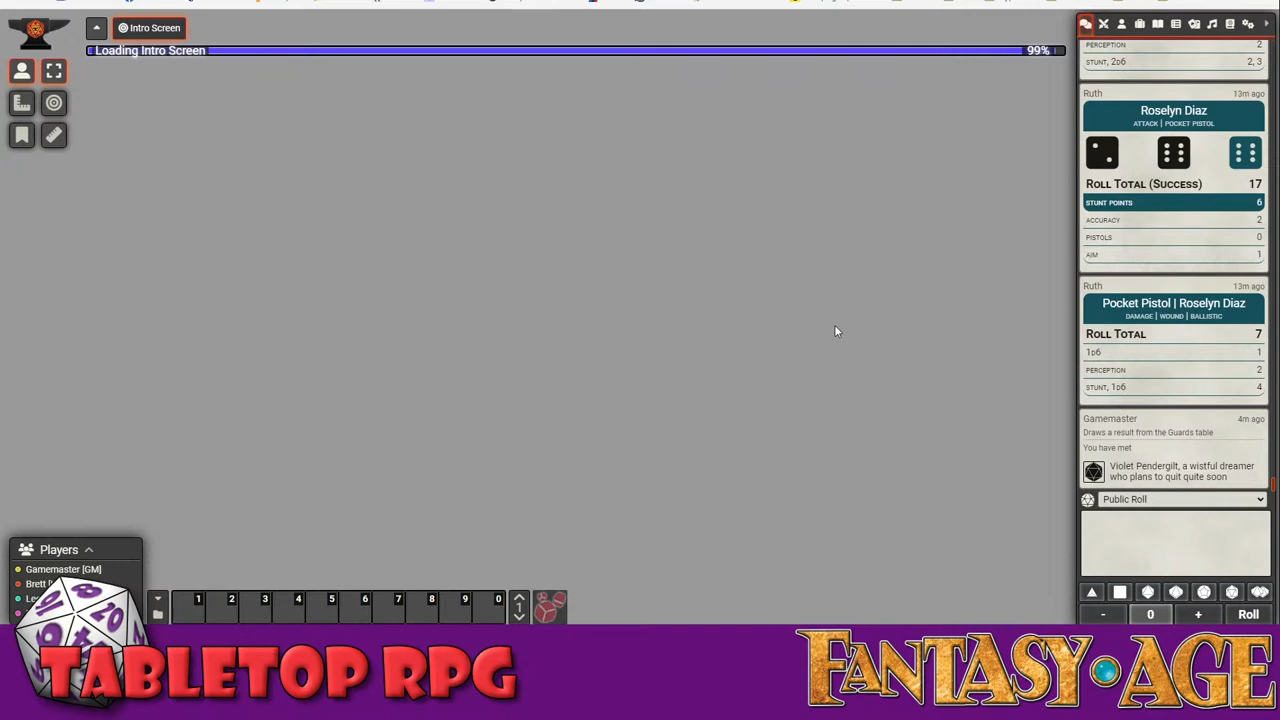 Intro Screen
Loading Intro Screen
99%
PERCEPTION 2
STUNT, 2D6 2, 3
Ruth 13m ago
Roselyn Diaz
ATTACK | POCKET PISTOL
ROLL TOTAL (SUCCESS) 17
STUNT POINTS 6
ACCURACY 2
PISTOLS 0
AIM 1
Ruth 13m ago
Pocket Pistol | Roselyn Diaz
DAMAGE | WOUND | BALLISTIC
ROLL TOTAL 7
1D6 1
PERCEPTION 2
STUNT, 1D6 4
Gamemaster 4m ago
Draws a result from the Guards table
You have met
Violet Pendergilt, a wistful dreamer
who plans to quit quite soon
Public Roll
- 0 + Roll
Players
Gamemaster [GM]
Brett
1 2 3 4 5 6 7 8 9 0
1
8
20
10
TABLETOP RPG
FANTASY AGE